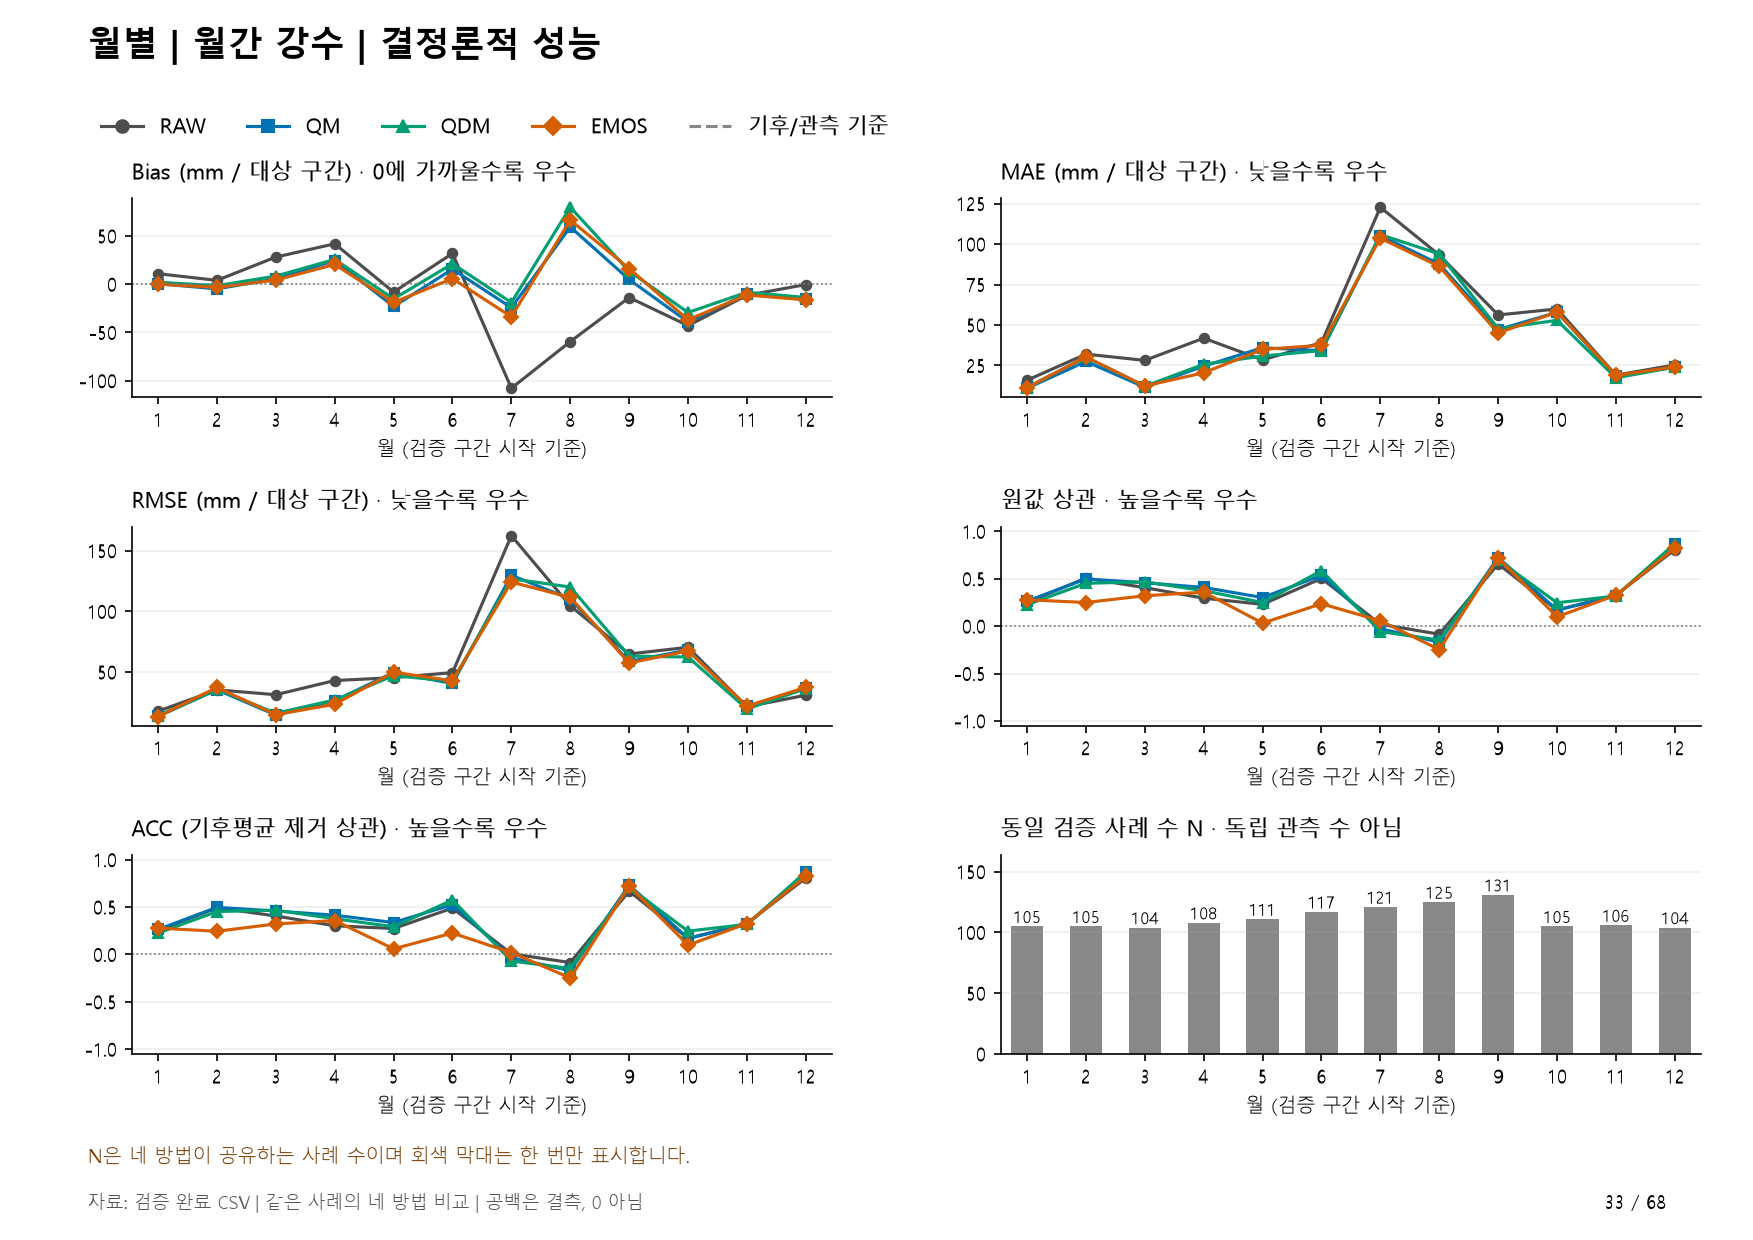 월별 | 월간 강수 | 결정론적 성능
RAW QM QDM EMOS 기후/관측 기준
Bias (mm / 대상 구간) · 0에 가까울수록 우수
50
0
-50
-100
1 2 3 4 5 6 7 8 9 10 11 12
월 (검증 구간 시작 기준)
MAE (mm / 대상 구간) · 낮을수록 우수
125
100
75
50
25
1 2 3 4 5 6 7 8 9 10 11 12
월 (검증 구간 시작 기준)
RMSE (mm / 대상 구간) · 낮을수록 우수
150
100
50
1 2 3 4 5 6 7 8 9 10 11 12
월 (검증 구간 시작 기준)
원값 상관 · 높을수록 우수
1.0
0.5
0.0
-0.5
-1.0
1 2 3 4 5 6 7 8 9 10 11 12
월 (검증 구간 시작 기준)
ACC (기후평균 제거 상관) · 높을수록 우수
1.0
0.5
0.0
-0.5
-1.0
1 2 3 4 5 6 7 8 9 10 11 12
월 (검증 구간 시작 기준)
동일 검증 사례 수 N · 독립 관측 수 아님
150
100
50
0
105 105 104 108 111 117 121 125 131 105 106 104
1 2 3 4 5 6 7 8 9 10 11 12
월 (검증 구간 시작 기준)
N은 네 방법이 공유하는 사례 수이며 회색 막대는 한 번만 표시합니다.
자료: 검증 완료 CSV | 같은 사례의 네 방법 비교 | 공백은 결측, 0 아님
33 / 68